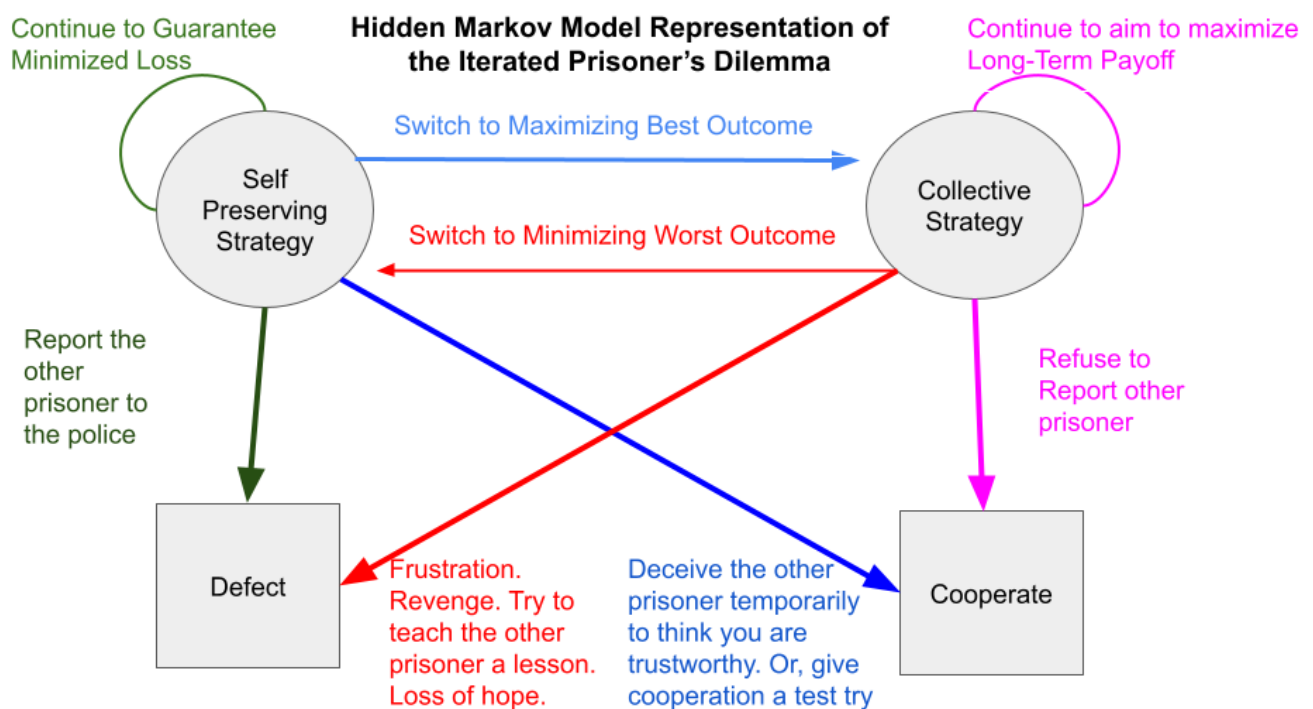 Continue to Guarantee
Minimized Loss
Hidden Markov Model Representation of
the Iterated Prisoner's Dilemma
Continue to aim to maximize
Long-Term Payoff
Switch to Maximizing Best Outcome
Self
Preserving
Strategy
Collective
Strategy
Switch to Minimizing Worst Outcome
Report the
other
prisoner to
the police
Refuse to
Report other
prisoner
Defect
Frustration.
Revenge. Try to
teach the other
prisoner a lesson.
Loss of hope.
Deceive the other
prisoner temporarily
to think you are
trustworthy. Or, give
cooperation a test try
Cooperate